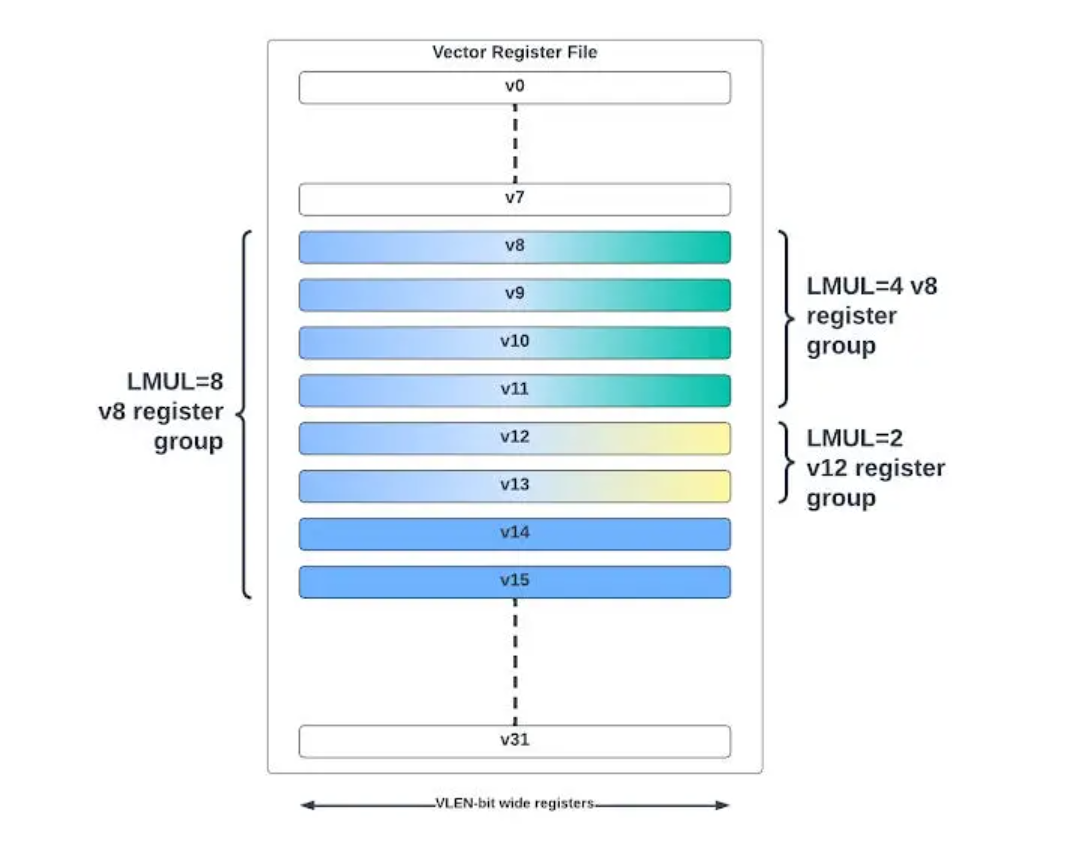 Vector Register File
v0
v7
v8
v9
v10
v11
v12
v13
v14
v15
v31
LMUL=8
v8 register
group
LMUL=4 v8
register
group
LMUL=2
v12 register
group
VLEN-bit wide registers